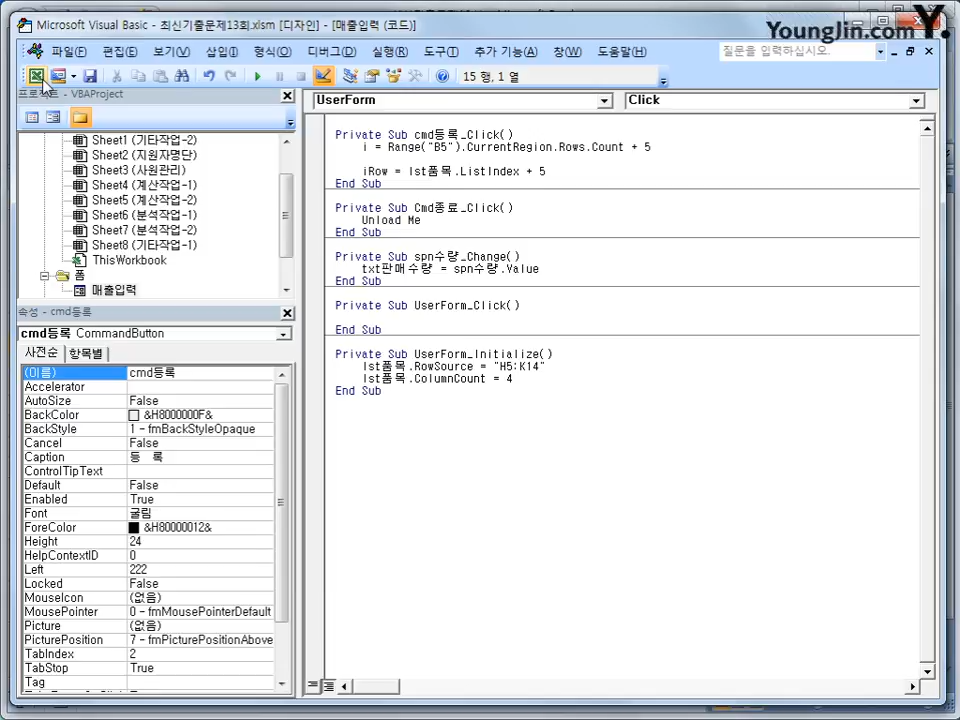 Microsoft Visual Basic - 최신기출문제13회.xlsm [디자인] - [매출입력 (코드)]
Younglin.com Y.
파일(F) 편집(E) 보기(V) 삽입(I) 형식(O) 디버그(D) 실행(R) 도구(T) 추가 기능(A) 창(W) 도움말(H) 질문을 입력하십시오.
15 행, 1 열
프로젝트 - VBAProject
UserForm Click
Sheet1 (기타작업-2)
Sheet2 (지원자명단)
Sheet3 (사원관리)
Sheet4 (계산작업-1)
Sheet5 (계산작업-2)
Sheet6 (분석작업-1)
Sheet7 (분석작업-2)
Sheet8 (기타작업-1)
ThisWorkbook
폼
매출입력
속성 - cmd등록
cmd등록 CommandButton
사전순 항목별
(이름) cmd등록
Accelerator
AutoSize False
BackColor &H8000000F&
BackStyle 1 - fmBackStyleOpaque
Cancel False
Caption 등 록
ControlTipText
Default False
Enabled True
Font 굴림
ForeColor &H80000012&
Height 24
HelpContextID 0
Left 222
Locked False
MouseIcon (없음)
MousePointer 0 - fmMousePointerDefault
Picture (없음)
PicturePosition 7 - fmPicturePositionAbove
TabIndex 2
TabStop True
Tag
Private Sub cmd등록_Click()
i = Range("B5").CurrentRegion.Rows.Count + 5
iRow = lst품목.ListIndex + 5
End Sub
Private Sub Cmd종료_Click()
Unload Me
End Sub
Private Sub spn수량_Change()
txt판매수량 = spn수량.Value
End Sub
Private Sub UserForm_Click()
End Sub
Private Sub UserForm_Initialize()
lst품목.RowSource = "H5:K14"
lst품목.ColumnCount = 4
End Sub